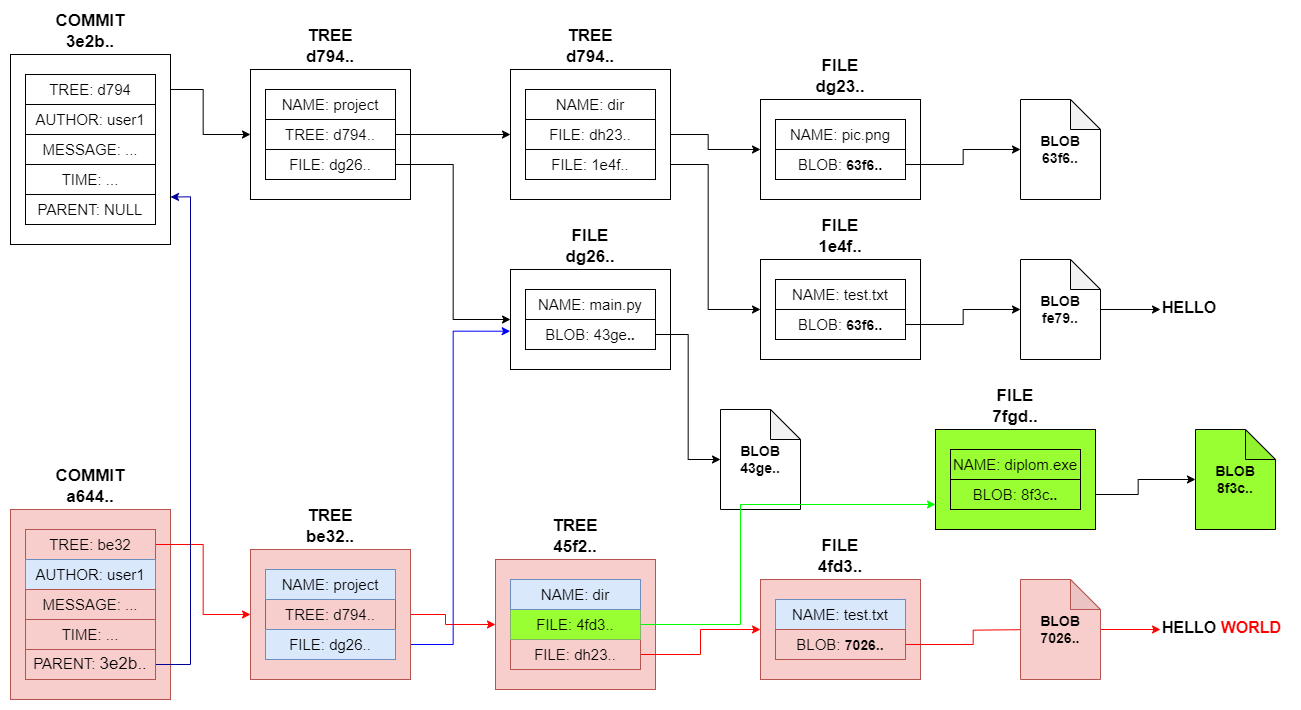 COMMIT
3e2b..
TREE: d794
AUTHOR: user1
MESSAGE: ...
TIME: ...
PARENT: NULL
TREE
d794..
NAME: project
TREE: d794..
FILE: dg26..
TREE
d794..
NAME: dir
FILE: dh23..
FILE: 1e4f..
FILE
dg23..
NAME: pic.png
BLOB: 63f6..
BLOB
63f6..
FILE
1e4f..
NAME: test.txt
BLOB: 63f6..
BLOB
fe79..
HELLO
FILE
dg26..
NAME: main.py
BLOB: 43ge..
BLOB
43ge..
FILE
7fgd..
NAME: diplom.exe
BLOB: 8f3c..
BLOB
8f3c..
COMMIT
a644..
TREE: be32
AUTHOR: user1
MESSAGE: ...
TIME: ...
PARENT: 3e2b..
TREE
be32..
NAME: project
TREE: d794..
FILE: dg26..
TREE
45f2..
NAME: dir
FILE: 4fd3..
FILE: dh23..
FILE
4fd3..
NAME: test.txt
BLOB: 7026..
BLOB
7026..
HELLO WORLD